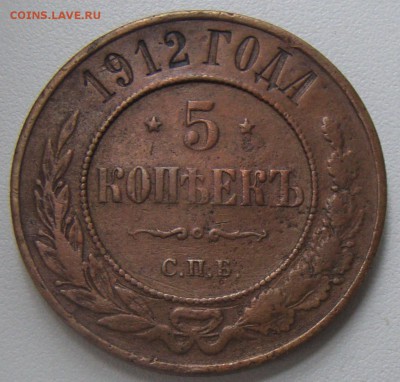 COINS.LAVE.RU
1912 ГОДА
5
КОПѢЕКЪ
С.П.Б.